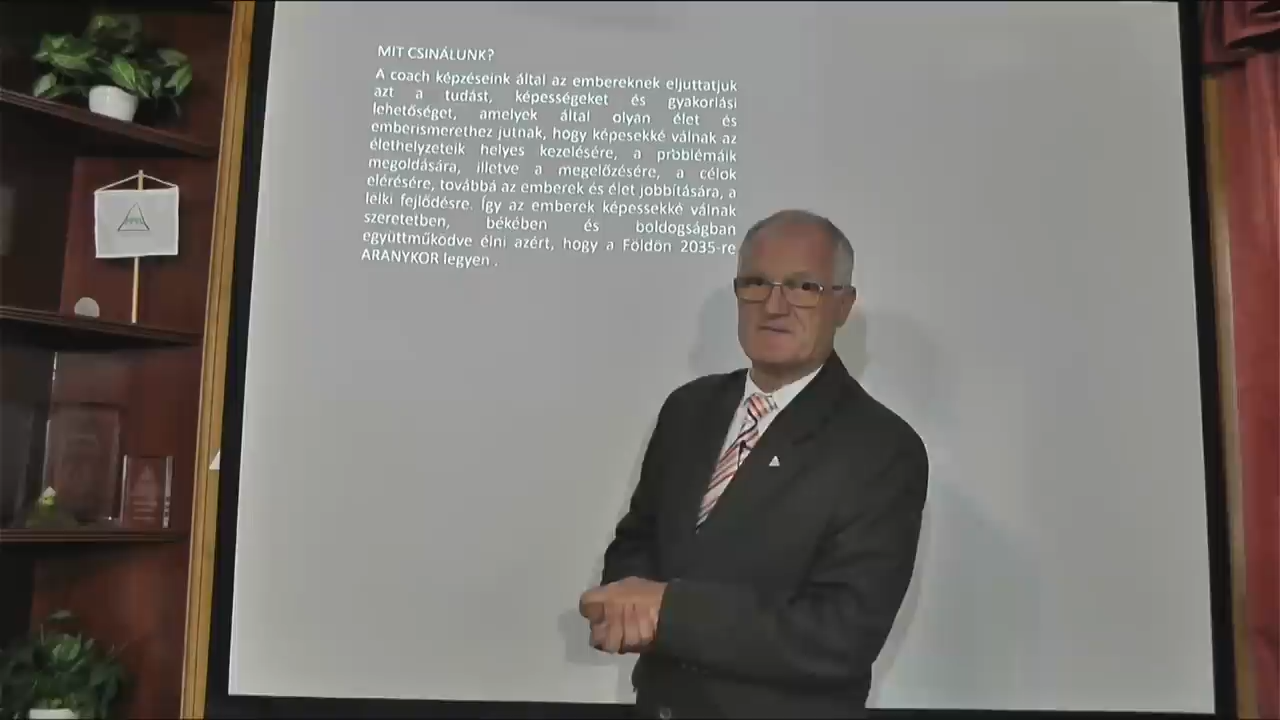 MIT CSINÁLUNK?
A coach képzéseink által az embereknek eljuttatjuk
azt a tudást, képességeket és gyakorlási
lehetőséget, amelyek által olyan élet és
emberismerethez jutnak, hogy képesekké válnak az
élethelyzeteik helyes kezelésére, a problémáik
megoldására, illetve a megelőzésére, a célok
elérésére, továbbá az emberek és élet jobbítására, a
lelki fejlődésre. Így az emberek képessekké válnak
szeretetben, békében és boldogságban
együttműködve élni azért, hogy a Földön 2035-re
ARANYKOR legyen .